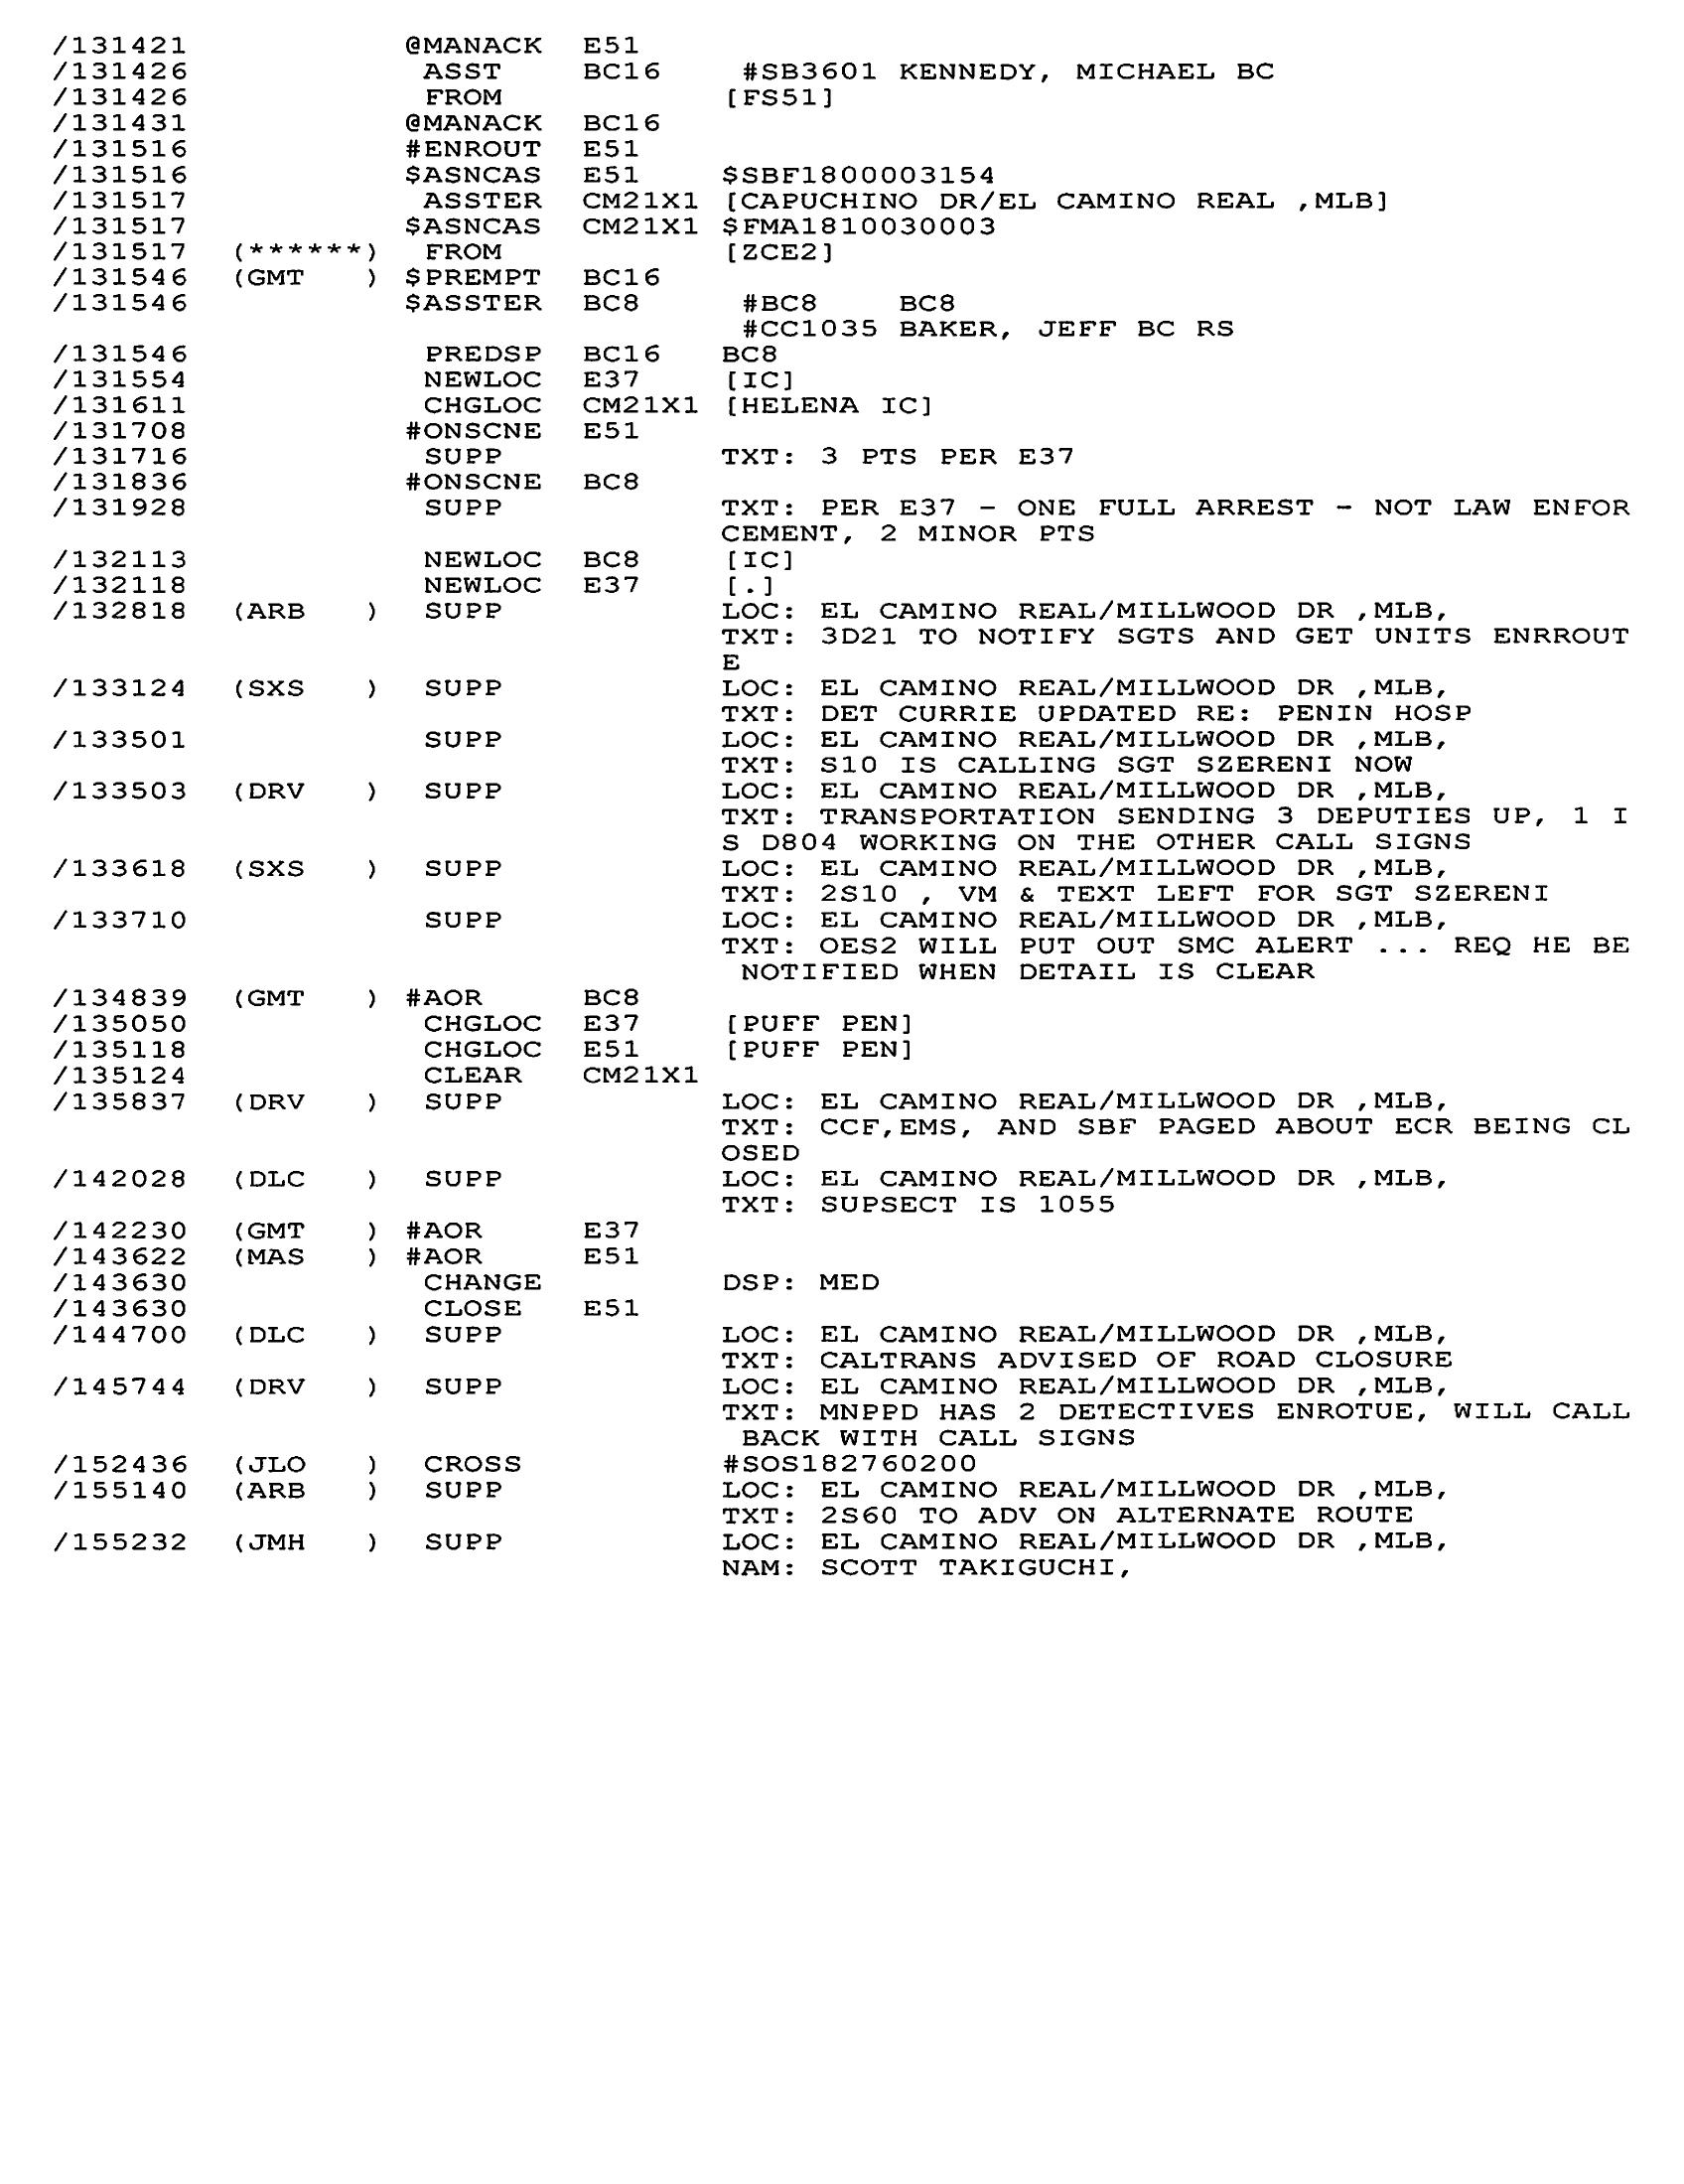 /131421 @MANACK E51
/131426 ASST BC16 #SB3601 KENNEDY, MICHAEL BC
/131426 FROM [FS51]
/131431 @MANACK BC16
/131516 #ENROUT E51
/131516 $ASNCAS E51 $SBF1800003154
/131517 ASSTER CM21X1 [CAPUCHINO DR/EL CAMINO REAL ,MLB]
/131517 $ASNCAS CM21X1 $FMA1810030003
/131517 (******) FROM [ZCE2]
/131546 (GMT ) $PREMPT BC16
/131546 $ASSTER BC8 #BC8 BC8
#CC1035 BAKER, JEFF BC RS
/131546 PREDSP BC16 BC8
/131554 NEWLOC E37 [IC]
/131611 CHGLOC CM21X1 [HELENA IC]
/131708 #ONSCNE E51
/131716 SUPP TXT: 3 PTS PER E37
/131836 #ONSCNE BC8
/131928 SUPP TXT: PER E37 - ONE FULL ARREST - NOT LAW ENFOR
CEMENT, 2 MINOR PTS
/132113 NEWLOC BC8 [IC]
/132118 NEWLOC E37 [.]
/132818 (ARB ) SUPP LOC: EL CAMINO REAL/MILLWOOD DR ,MLB,
TXT: 3D21 TO NOTIFY SGTS AND GET UNITS ENRROUT
E
/133124 (SXS ) SUPP LOC: EL CAMINO REAL/MILLWOOD DR ,MLB,
TXT: DET CURRIE UPDATED RE: PENIN HOSP
/133501 SUPP LOC: EL CAMINO REAL/MILLWOOD DR ,MLB,
TXT: S10 IS CALLING SGT SZERENI NOW
/133503 (DRV ) SUPP LOC: EL CAMINO REAL/MILLWOOD DR ,MLB,
TXT: TRANSPORTATION SENDING 3 DEPUTIES UP, 1 I
S D804 WORKING ON THE OTHER CALL SIGNS
/133618 (SXS ) SUPP LOC: EL CAMINO REAL/MILLWOOD DR ,MLB,
TXT: 2S10 , VM & TEXT LEFT FOR SGT SZERENI
/133710 SUPP LOC: EL CAMINO REAL/MILLWOOD DR ,MLB,
TXT: OES2 WILL PUT OUT SMC ALERT ... REQ HE BE
NOTIFIED WHEN DETAIL IS CLEAR
/134839 (GMT ) #AOR BC8
/135050 CHGLOC E37 [PUFF PEN]
/135118 CHGLOC E51 [PUFF PEN]
/135124 CLEAR CM21X1
/135837 (DRV ) SUPP LOC: EL CAMINO REAL/MILLWOOD DR ,MLB,
TXT: CCF,EMS, AND SBF PAGED ABOUT ECR BEING CL
OSED
/142028 (DLC ) SUPP LOC: EL CAMINO REAL/MILLWOOD DR ,MLB,
TXT: SUPSECT IS 1055
/142230 (GMT ) #AOR E37
/143622 (MAS ) #AOR E51
/143630 CHANGE DSP: MED
/143630 CLOSE E51
/144700 (DLC ) SUPP LOC: EL CAMINO REAL/MILLWOOD DR ,MLB,
TXT: CALTRANS ADVISED OF ROAD CLOSURE
/145744 (DRV ) SUPP LOC: EL CAMINO REAL/MILLWOOD DR ,MLB,
TXT: MNPPD HAS 2 DETECTIVES ENROTUE, WILL CALL
BACK WITH CALL SIGNS
/152436 (JLO ) CROSS #SOS182760200
/155140 (ARB ) SUPP LOC: EL CAMINO REAL/MILLWOOD DR ,MLB,
TXT: 2S60 TO ADV ON ALTERNATE ROUTE
/155232 (JMH ) SUPP LOC: EL CAMINO REAL/MILLWOOD DR ,MLB,
NAM: SCOTT TAKIGUCHI,